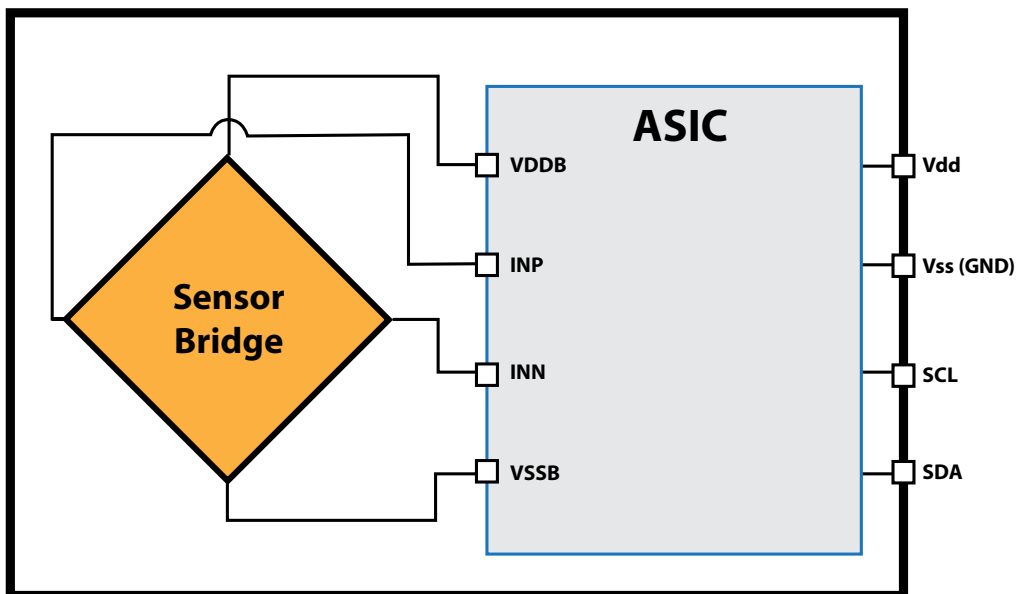 ASIC
VDDB
Vdd
INP
Vss (GND)
Sensor
Bridge
INN
SCL
VSSB
SDA